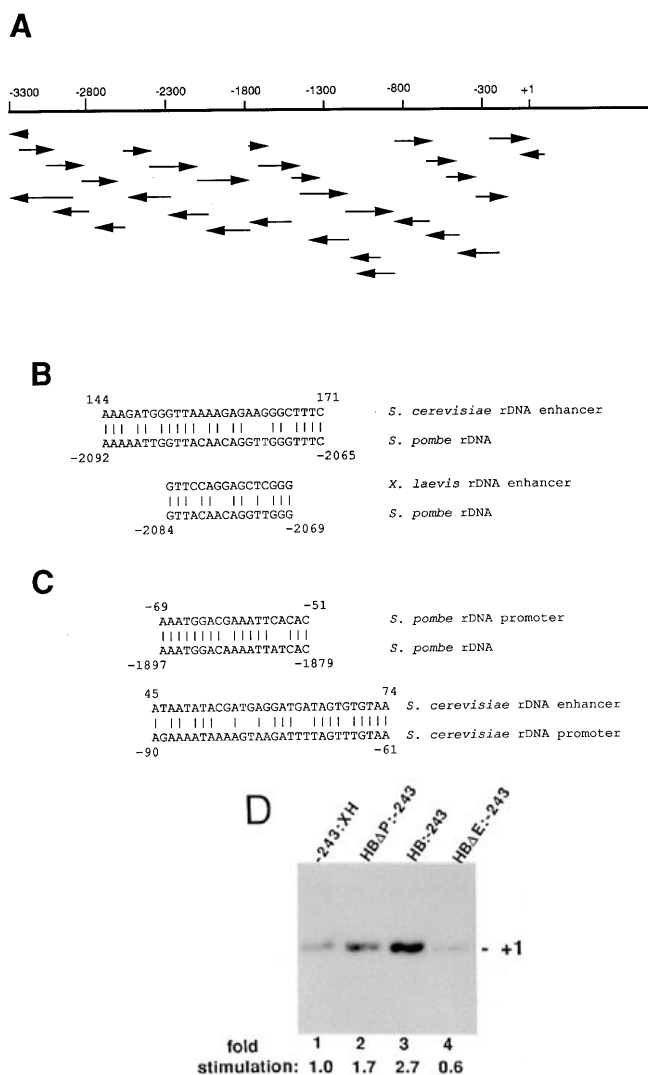 A
-3300 -2800 -2300 -1800 -1300 -800 -300 +1
B
144 171
AAAGATGGGTTAAAAGAGAAGGGCTTTC S. cerevisiae rDNA enhancer
AAAAATTGGTTACAACAGGTTGGGTTTC S. pombe rDNA
-2092 -2065
GTTCCAGGAGCTCGGG X. laevis rDNA enhancer
GTTACAACAGGTTGGG S. pombe rDNA
-2084 -2069
C
-69 -51
AAATGGACGAAATTCACAC S. pombe rDNA promoter
AAATGGACAAAATTATCAC S. pombe rDNA
-1897 -1879
45 74
ATAATATACGATGAGGATGATAGTGTGTAA S. cerevisiae rDNA enhancer
AGAAAATAAAAGTAAGATTTTAGTTTGTAA S. cerevisiae rDNA promoter
-90 -61
D
-243:XH HBΔP:-243 HB:-243 HBΔE:-243
- +1
fold 1 2 3 4
stimulation: 1.0 1.7 2.7 0.6